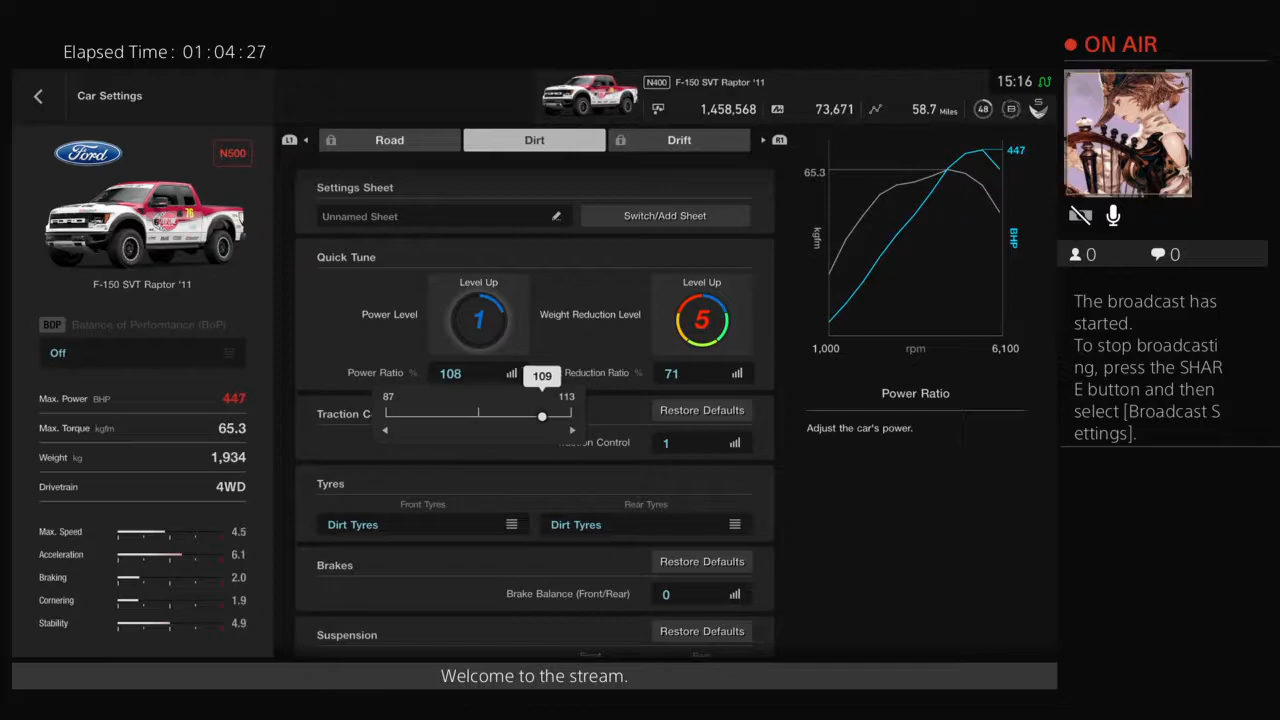 Elapsed Time: 01:04:27
ON AIR
Car Settings
N400 F-150 SVT Raptor '11
15:16
1,458,568
73,671
58.7 Miles
48
B
S
Ford
N500
L1
Road
Dirt
Drift
R1
Settings Sheet
Unnamed Sheet
Switch/Add Sheet
Quick Tune
Level Up
Level Up
Power Level
1
Weight Reduction Level
5
Power Ratio %
108
Reduction Ratio %
71
109
87
113
Traction C
Restore Defaults
ction Control
1
Tyres
Front Tyres
Rear Tyres
Dirt Tyres
Dirt Tyres
Brakes
Restore Defaults
Brake Balance (Front/Rear)
0
Suspension
Restore Defaults
F-150 SVT Raptor '11
BOP Balance of Performance (BoP)
Off
Max. Power BHP 447
Max. Torque kgfm 65.3
Weight kg 1,934
Drivetrain 4WD
Max. Speed 4.5
Acceleration 6.1
Braking 2.0
Cornering 1.9
Stability 4.9
447
65.3
kgfm
BHP
1,000
rpm
6,100
Power Ratio
Adjust the car's power.
0
0
The broadcast has
started.
To stop broadcasti
ng, press the SHAR
E button and then
select [Broadcast S
ettings].
Welcome to the stream.